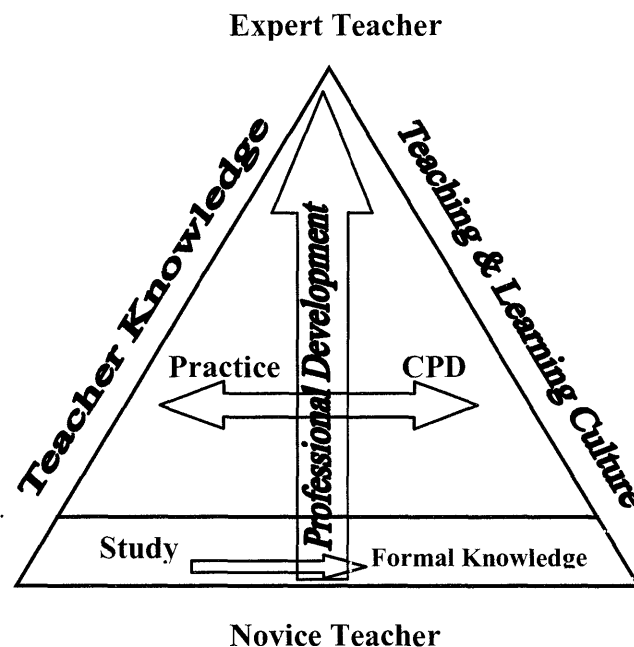 Expert Teacher
Teacher Knowledge
Teaching & Learning Culture
Professional Development
Practice
CPD
Study
Formal Knowledge
Novice Teacher